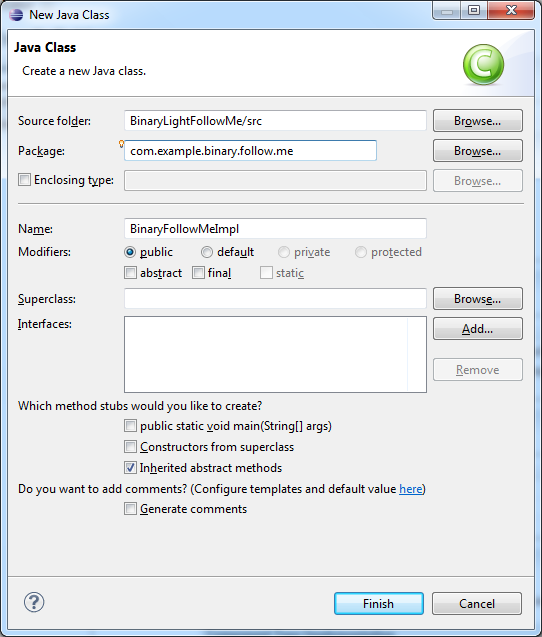 New Java Class
Java Class
Create a new Java class.
C
Source folder: BinaryLightFollowMe/src Browse...
Package: com.example.binary.follow.me Browse...
Enclosing type: Browse...
Name: BinaryFollowMeImpl
Modifiers: public default private protected
abstract final static
Superclass: Browse...
Interfaces: Add...
Remove
Which method stubs would you like to create?
public static void main(String[] args)
Constructors from superclass
Inherited abstract methods
Do you want to add comments? (Configure templates and default value here)
Generate comments
? Finish Cancel